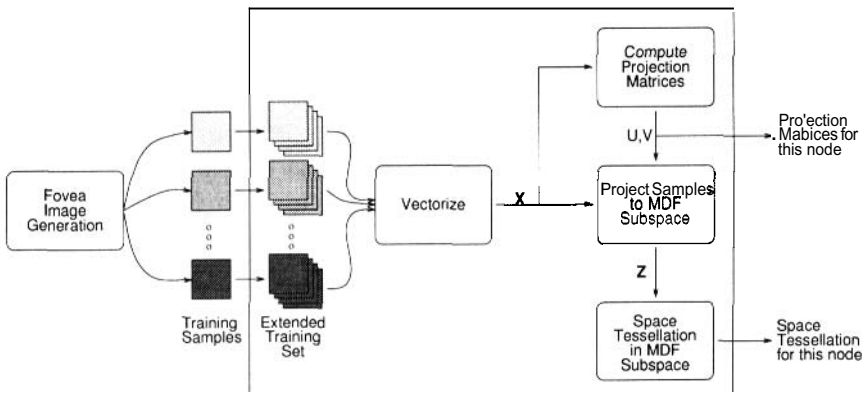 Fovea
Image
Generation
Training
Samples
Extended
Training
Set
Vectorize
X
Compute
Projection
Matrices
U,V
Pro'ection
Mabices for
this node
Project Samples
to MDF
Subspace
Z
Space
Tessellation
in MDF
Subspace
Space
Tessellation
for this node